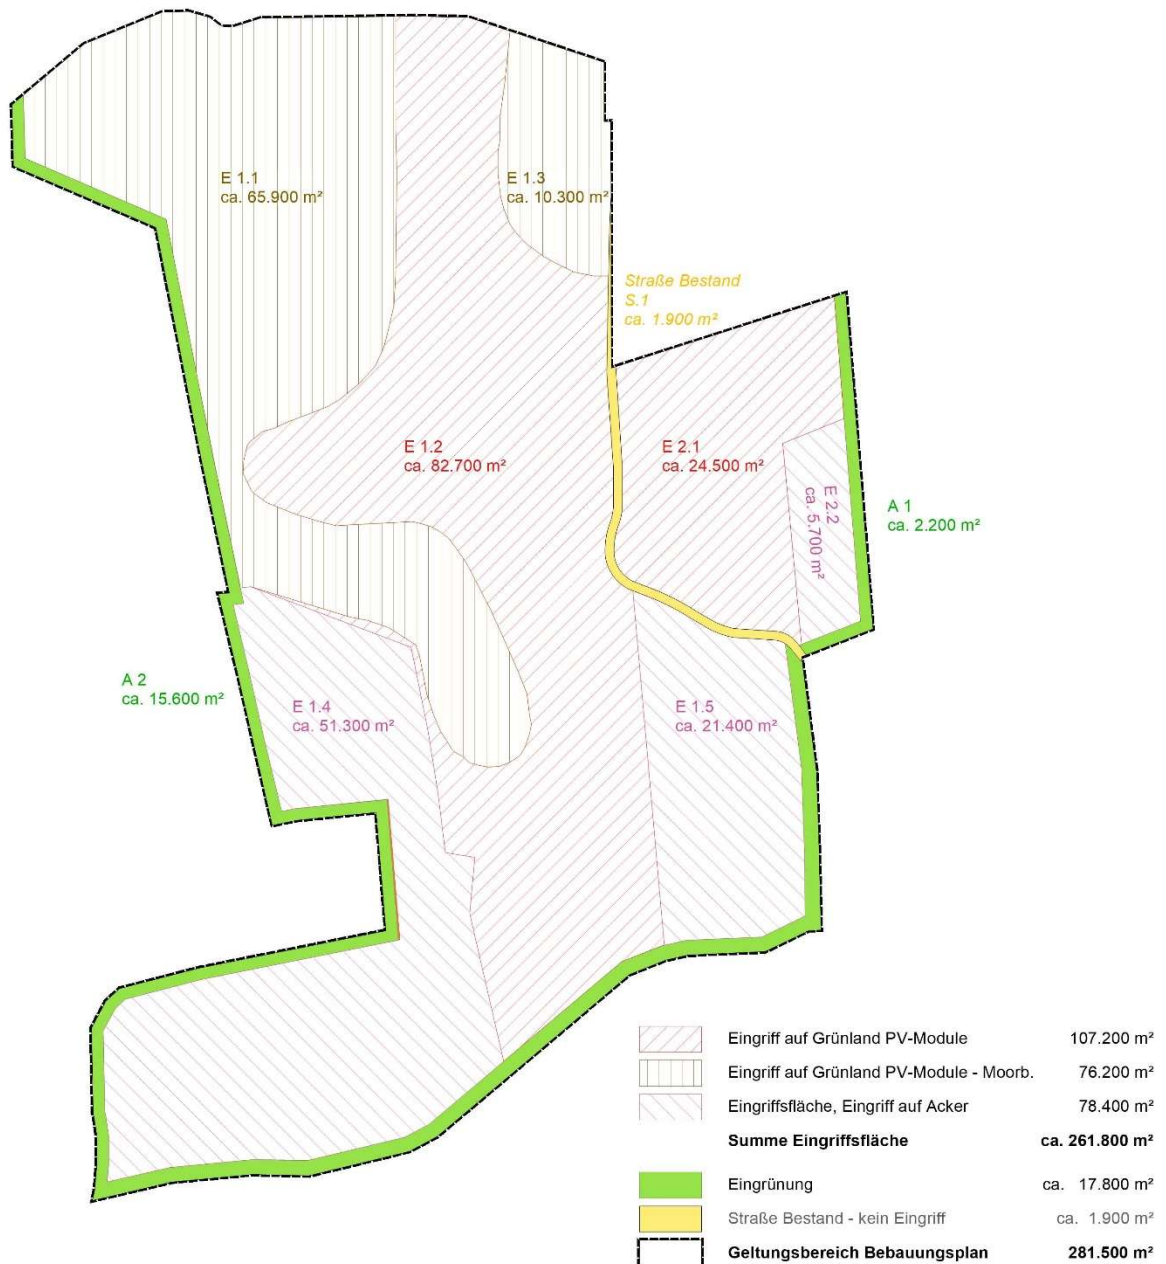 E 1.1
ca. 65.900 m²
E 1.3
ca. 10.300 m²
Straße Bestand
S.1
ca. 1.900 m²
E 1.2
ca. 82.700 m²
E 2.1
ca. 24.500 m²
E 2.2
ca. 5.700 m²
A 1
ca. 2.200 m²
A 2
ca. 15.600 m²
E 1.4
ca. 51.300 m²
E 1.5
ca. 21.400 m²
Eingriff auf Grünland PV-Module 107.200 m²
Eingriff auf Grünland PV-Module - Moorb. 76.200 m²
Eingriffsfläche, Eingriff auf Acker 78.400 m²
Summe Eingriffsfläche ca. 261.800 m²
Eingrünung ca. 17.800 m²
Straße Bestand - kein Eingriff ca. 1.900 m²
Geltungsbereich Bebauungsplan 281.500 m²